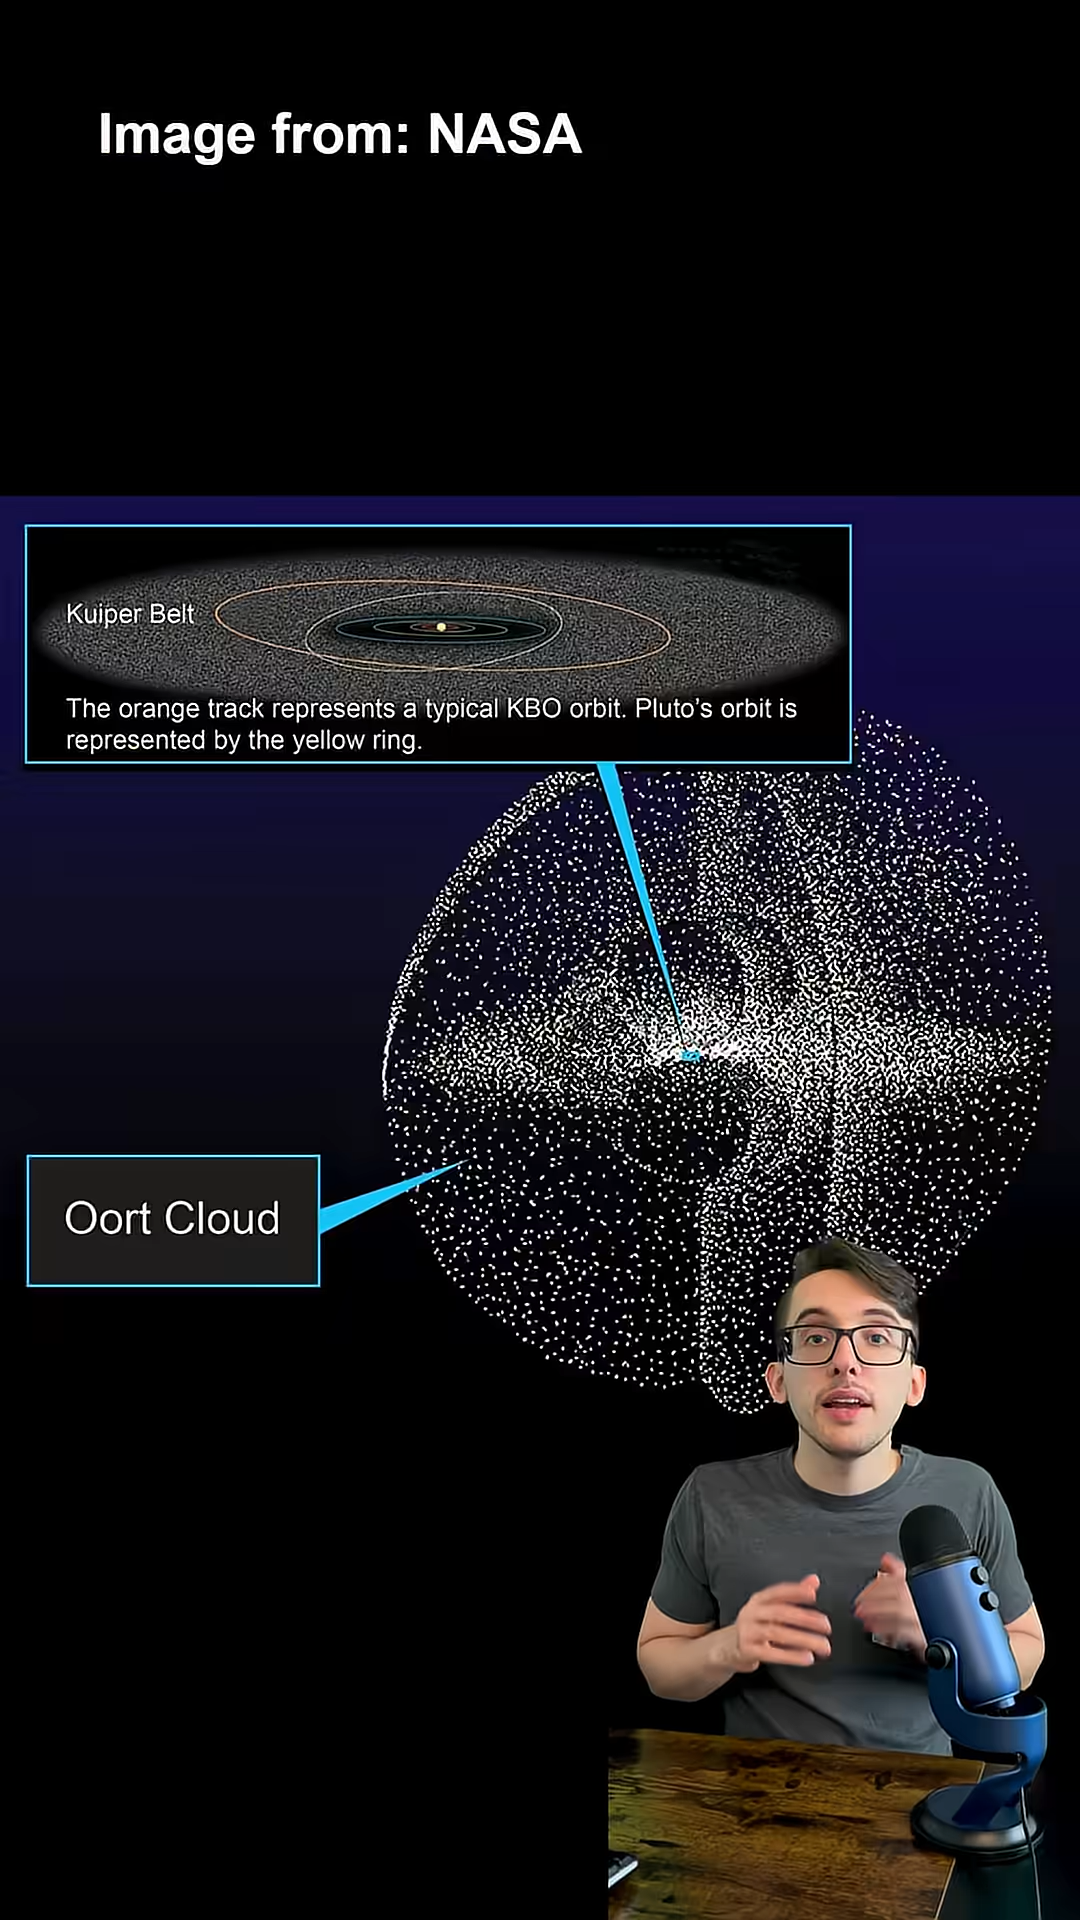 Image from: NASA
Kuiper Belt
The orange track represents a typical KBO orbit. Pluto’s orbit is
represented by the yellow ring.
Oort Cloud